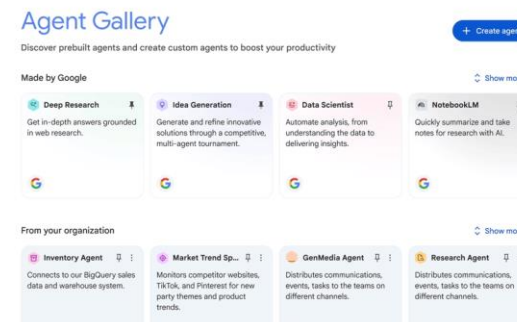 Agent Gallery
+ Create agen
Discover prebuilt agents and create custom agents to boost your productivity
Made by Google
Show mo
Deep Research
Idea Generation
Data Scientist
NotebookLM
Get in-depth answers grounded
in web research.
Generate and refine innovative
solutions through a competitive,
multi-agent tournament.
Automate analysis, from
understanding the data to
delivering insights.
Quickly summarize and take
notes for research with AI.
From your organization
Show mo
Inventory Agent
Market Trend Sp...
GenMedia Agent
Research Agent
Connects to our BigQuery sales
data and warehouse system.
Monitors competitor websites,
TikTok, and Pinterest for new
party themes and product
trends.
Distributes communications,
events, tasks to the teams on
different channels.
Distributes communications,
events, tasks to the teams on
different channels.